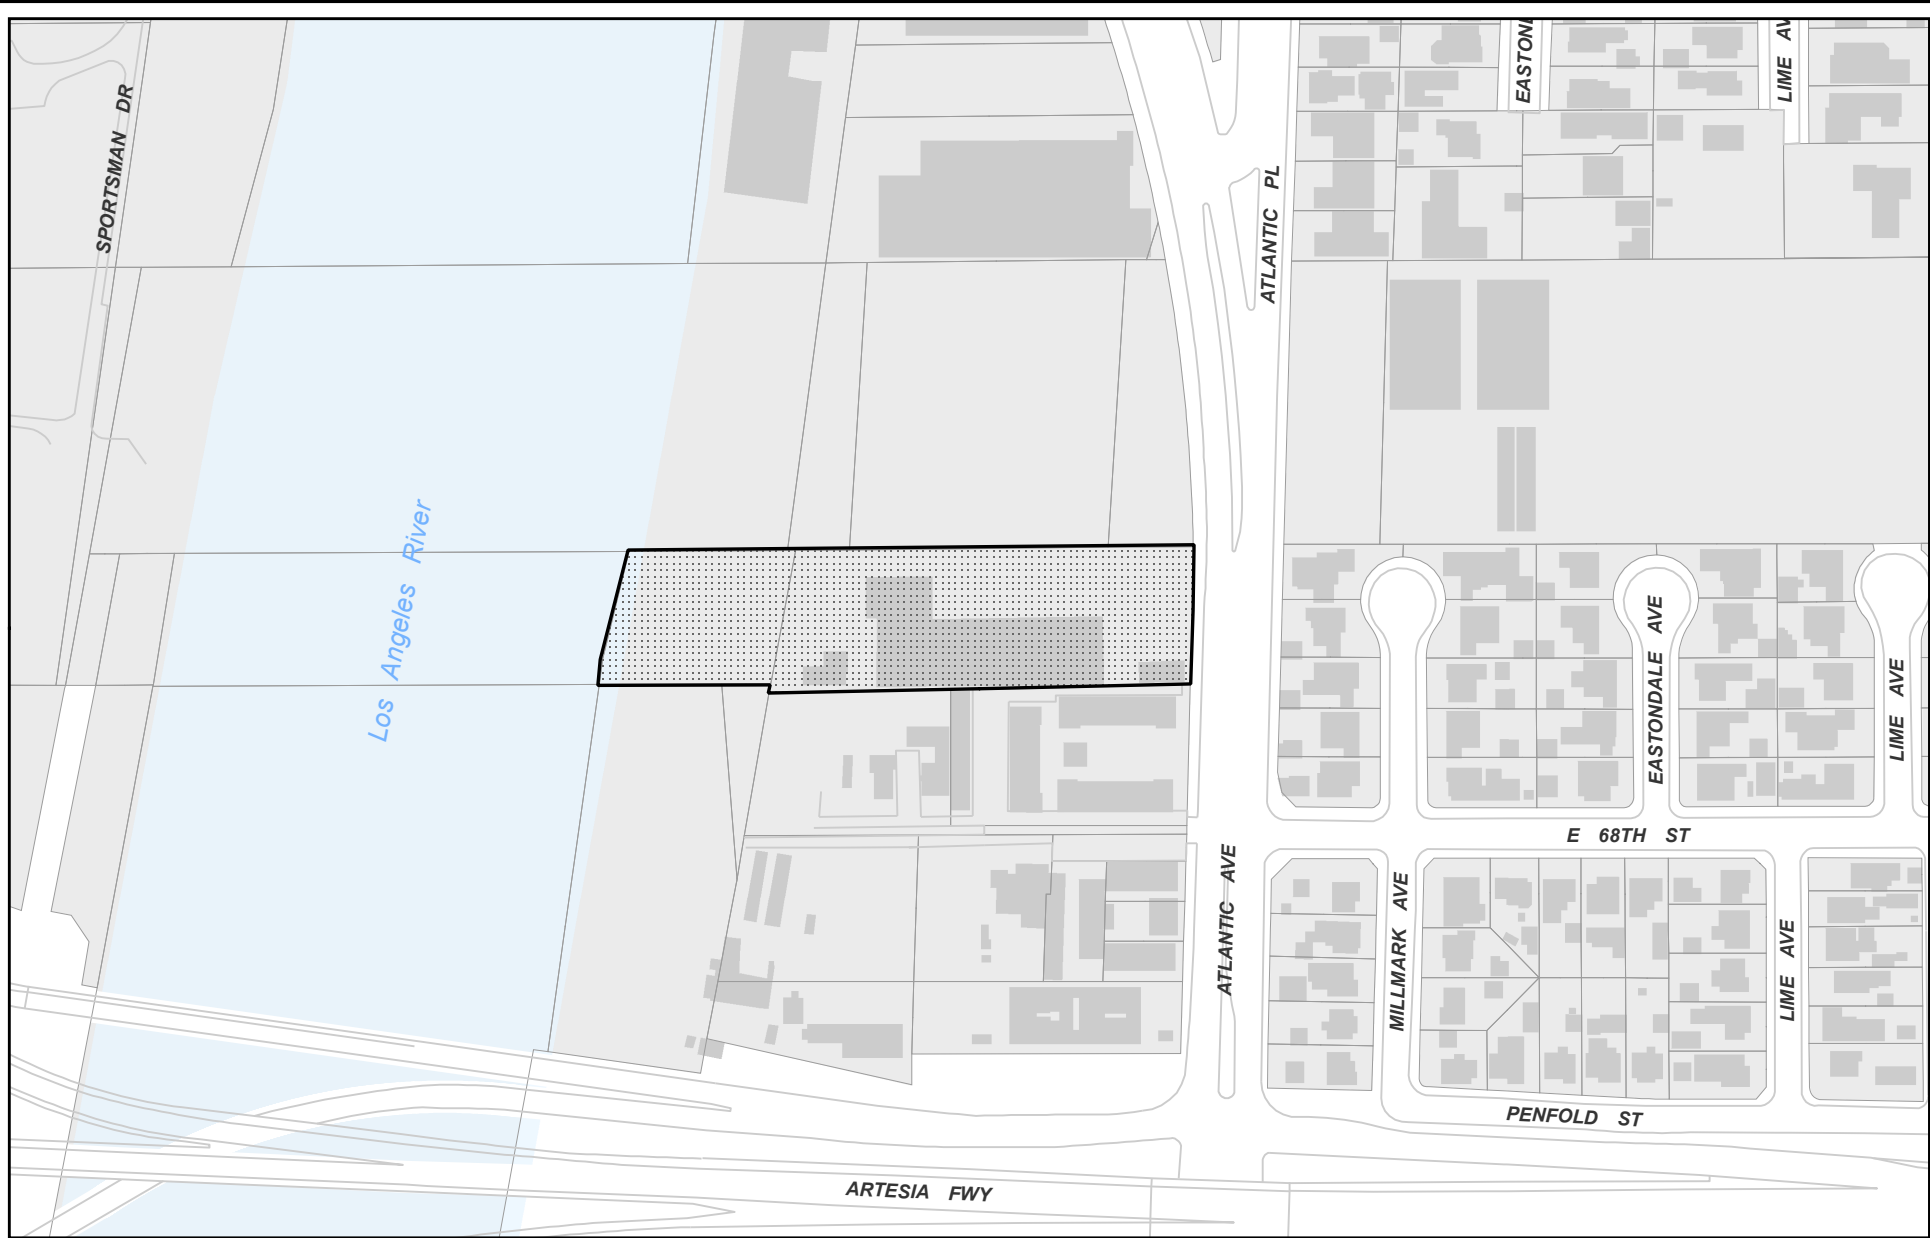 EASTON
LIME AV
SPORTSMAN DR
ATLANTIC PL
Los Angeles River
EASTONDALE AVE
LIME AVE
E 68TH ST
ATLANTIC AVE
MILLMARK AVE
LIME AVE
PENFOLD ST
ARTESIA FWY